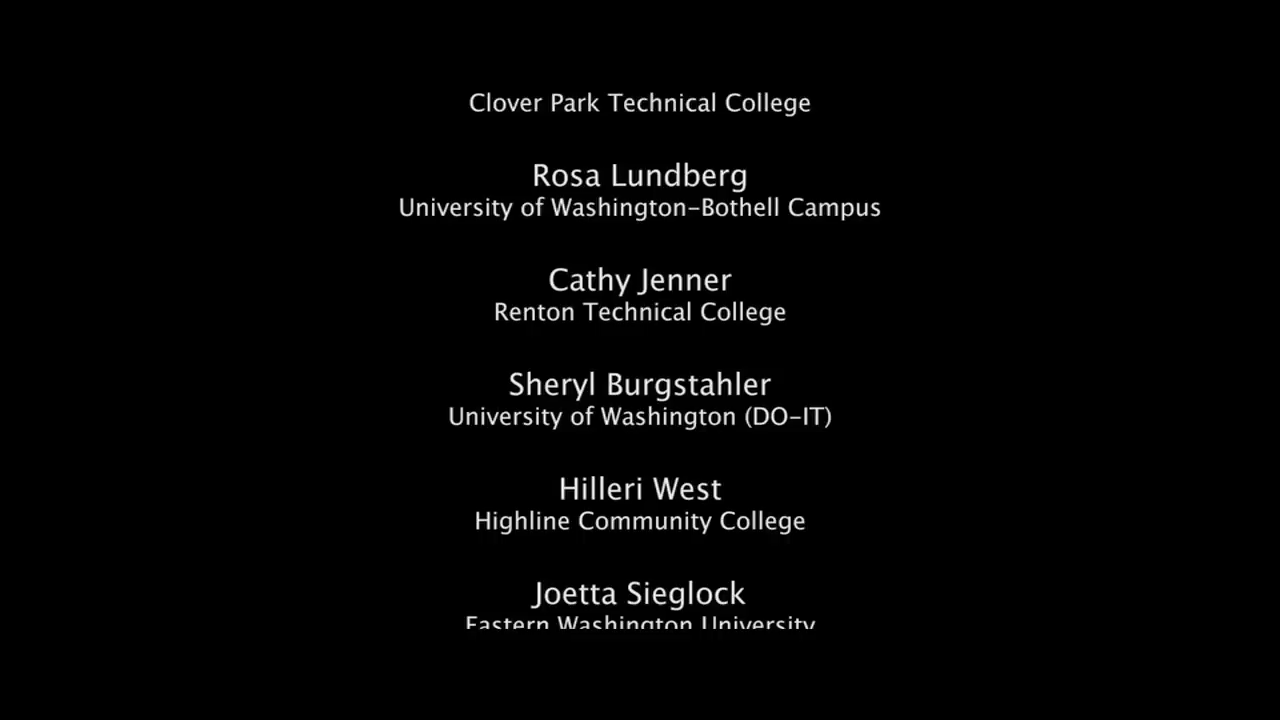 Clover Park Technical College
Rosa Lundberg
University of Washington-Bothell Campus
Cathy Jenner
Renton Technical College
Sheryl Burgstahler
University of Washington (DO-IT)
Hilleri West
Highline Community College
Joetta Sieglock
Eastern Washington University